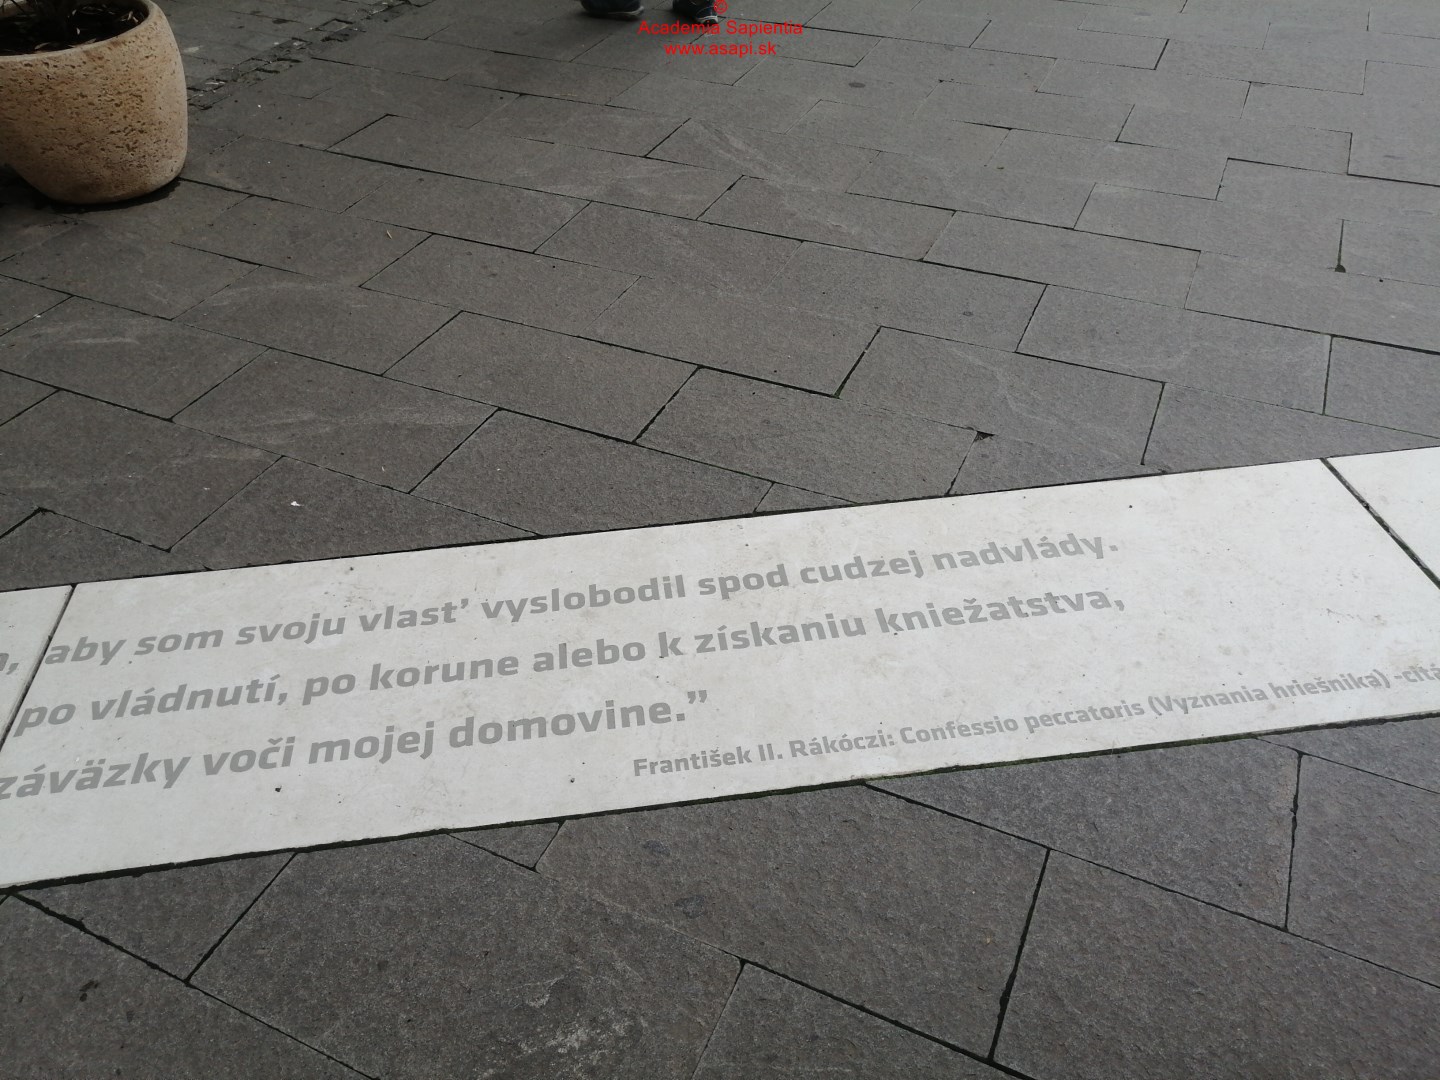 ©
Academia Sapientia
www.asapi.sk
aby som svoju vlasť vyslobodil spod cudzej nadvlády.
po vládnutí, po korune alebo k získaniu kniežatstva,
záväzky voči mojej domovine.”
František II. Rákóczi: Confessio peccatoris (Vyznania hriešnika) -citá